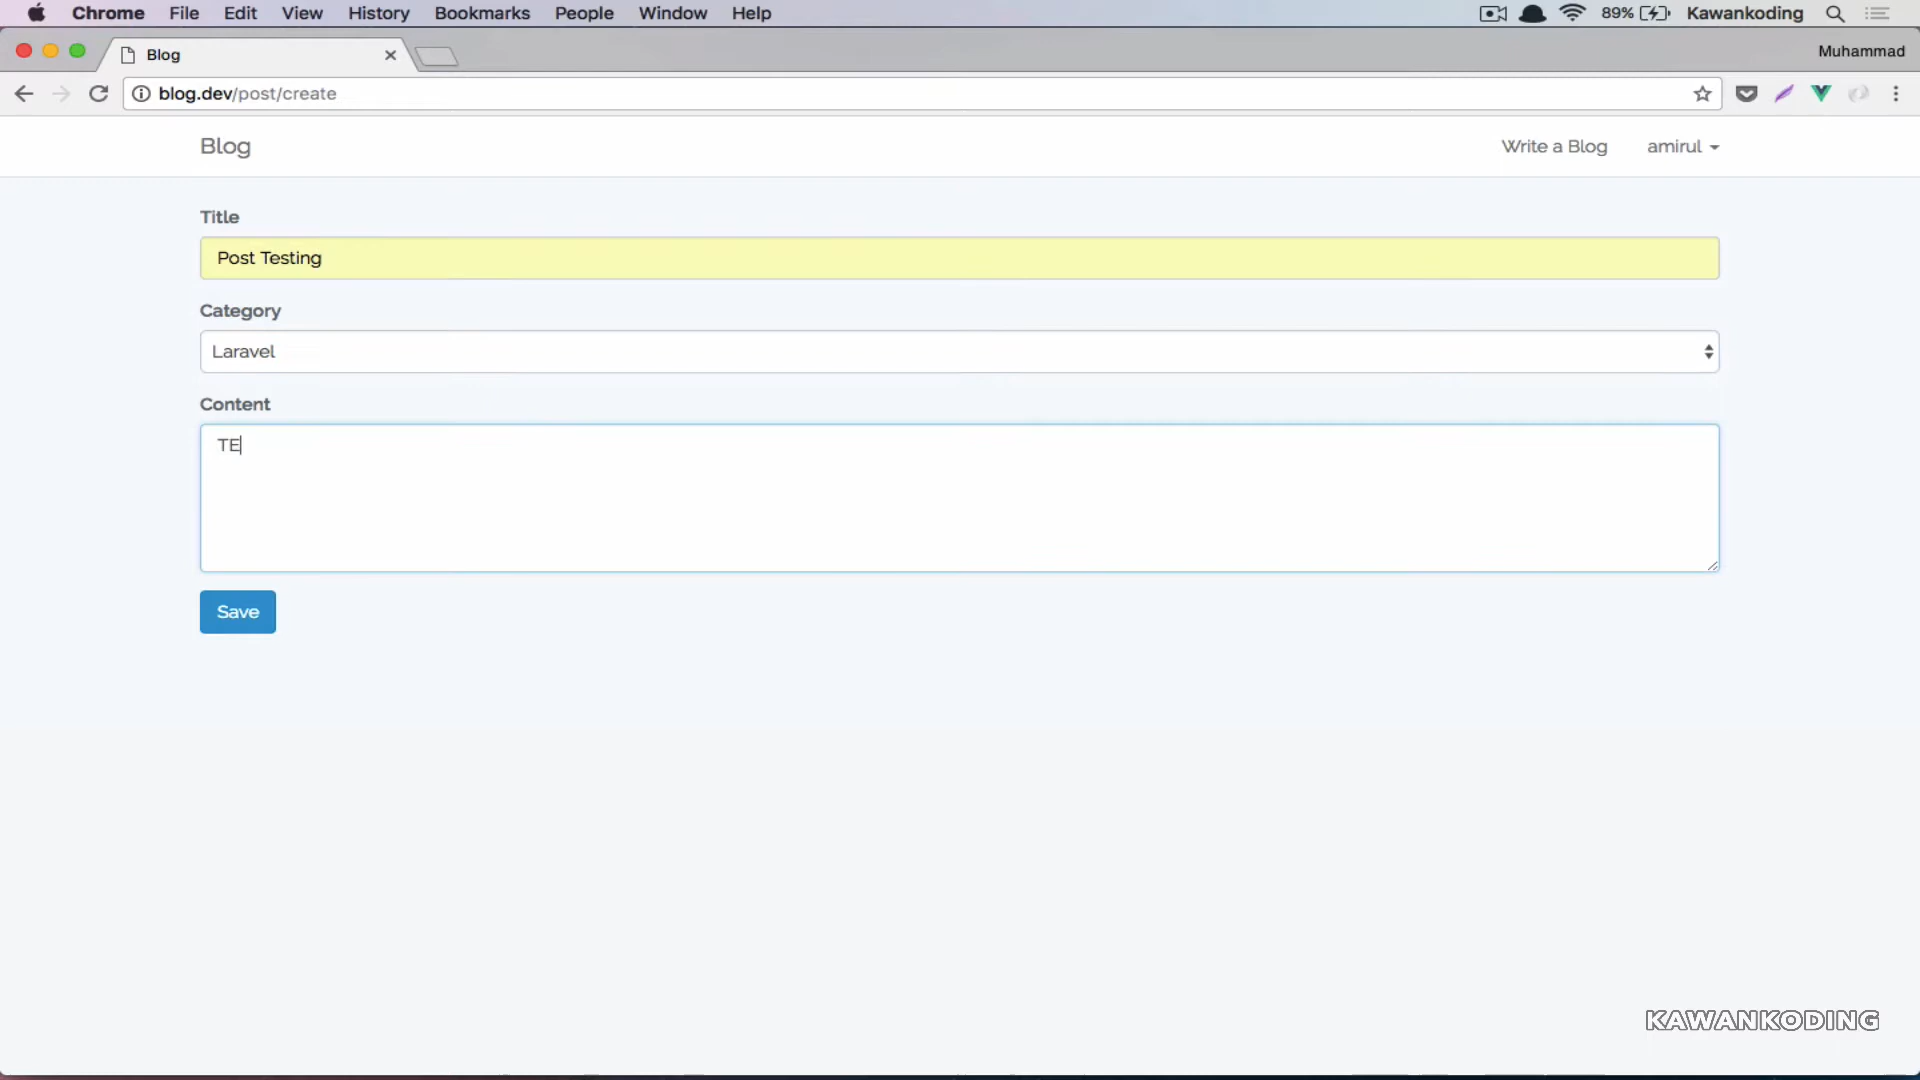 Chrome File Edit View History Bookmarks People Window Help 89% Kawankoding
Blog Muhammad
blog.dev/post/create
Blog Write a Blog amirul
Title
Post Testing
Category
Laravel
Content
TE
Save
KAWANKODING